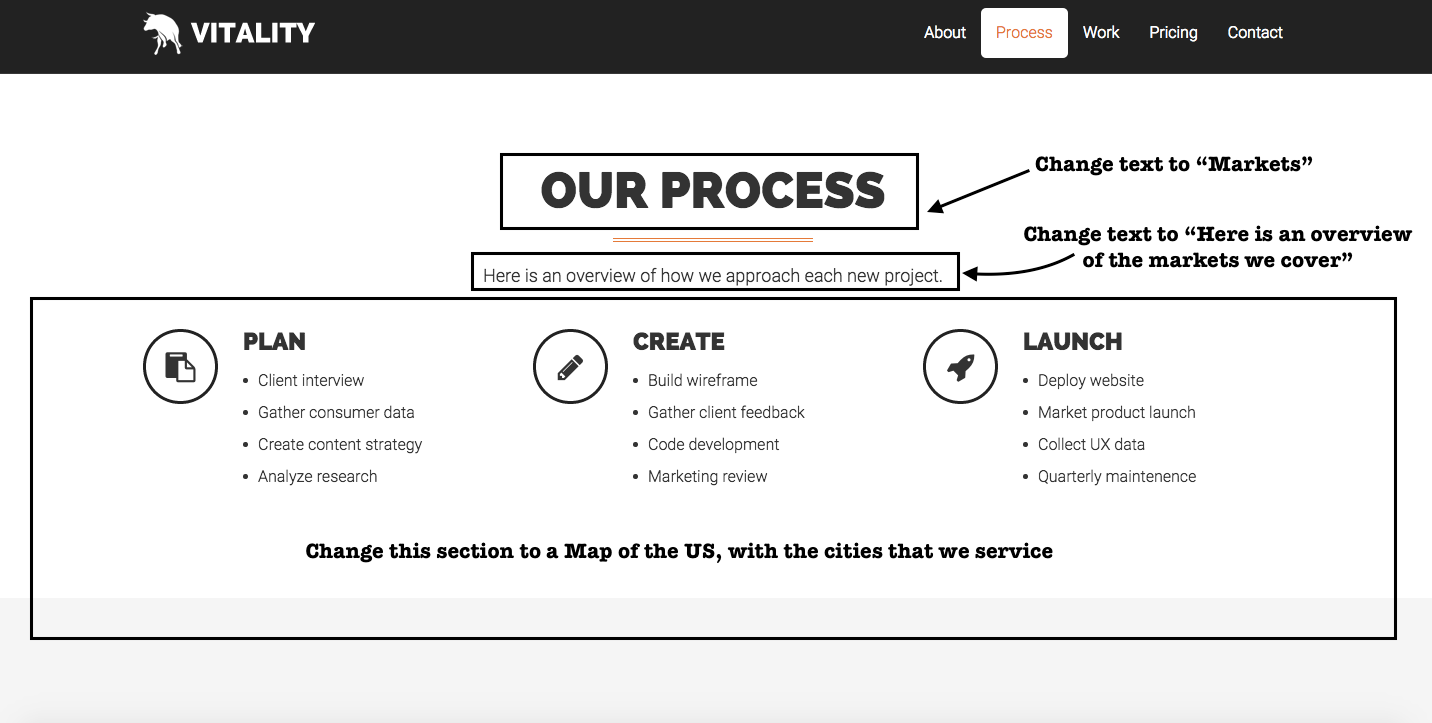 VITALITY
About Process Work Pricing Contact
OUR PROCESS
Change text to “Markets”
Change text to “Here is an overview
of the markets we cover”
Here is an overview of how we approach each new project.
PLAN
Client interview
Gather consumer data
Create content strategy
Analyze research
CREATE
Build wireframe
Gather client feedback
Code development
Marketing review
LAUNCH
Deploy website
Market product launch
Collect UX data
Quarterly maintenence
Change this section to a Map of the US, with the cities that we service